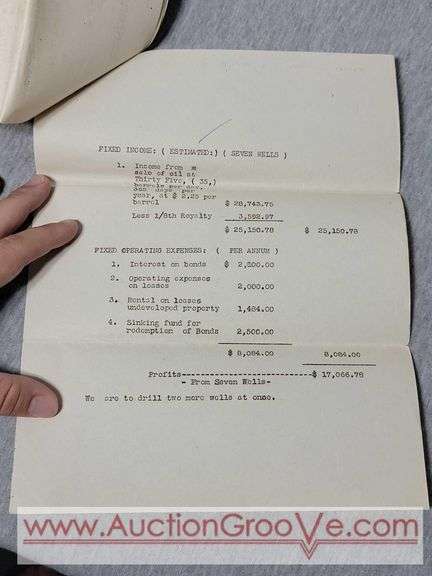 FIXED INCOME: ( ESTIMATED:) ( SEVEN WELLS )
1. Income from
sale of oil at
Thirty Five, ( 35,)
barrels per day.
365 days per
year, at $ 2.25 per
barrel $ 28,743.75
Less 1/8th Royalty 3,592.97
$ 25,150.78 $ 25,150.78
FIXED OPERATING EXPENSES: ( PER ANNUM )
1. Interest on bonds $
2. Operating expenses
on leases 2,000.00
3. Rental on leases
undeveloped property 1,484.00
4. Sinking fund for
redemption of Bonds 2,500.00
$ 8,084.00 8,084.00
Profits------------------------------$ 17,066.78
- From Seven Wells-
We are to drill two more wells at once.
www.AuctionGrooVe.com